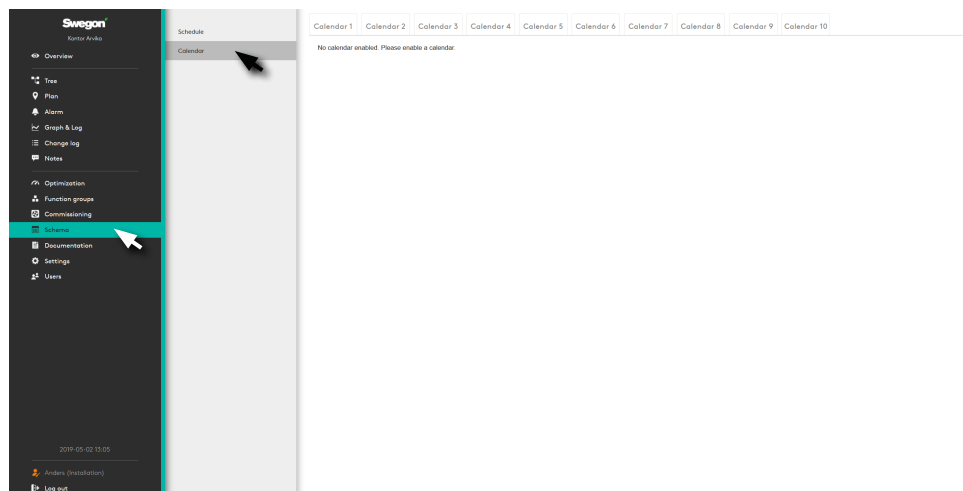 Swegon
Kontor Arvika
Overview
Tree
Plan
Alarm
Graph & Log
Change log
Notes
Optimization
Function groups
Commissioning
Schema
Documentation
Settings
Users
2019-05-02 13:05
Anders (Installation)
Log out
Schedule
Calendar
Calendar 1 Calendar 2 Calendar 3 Calendar 4 Calendar 5 Calendar 6 Calendar 7 Calendar 8 Calendar 9 Calendar 10
No calendar enabled. Please enable a calendar.